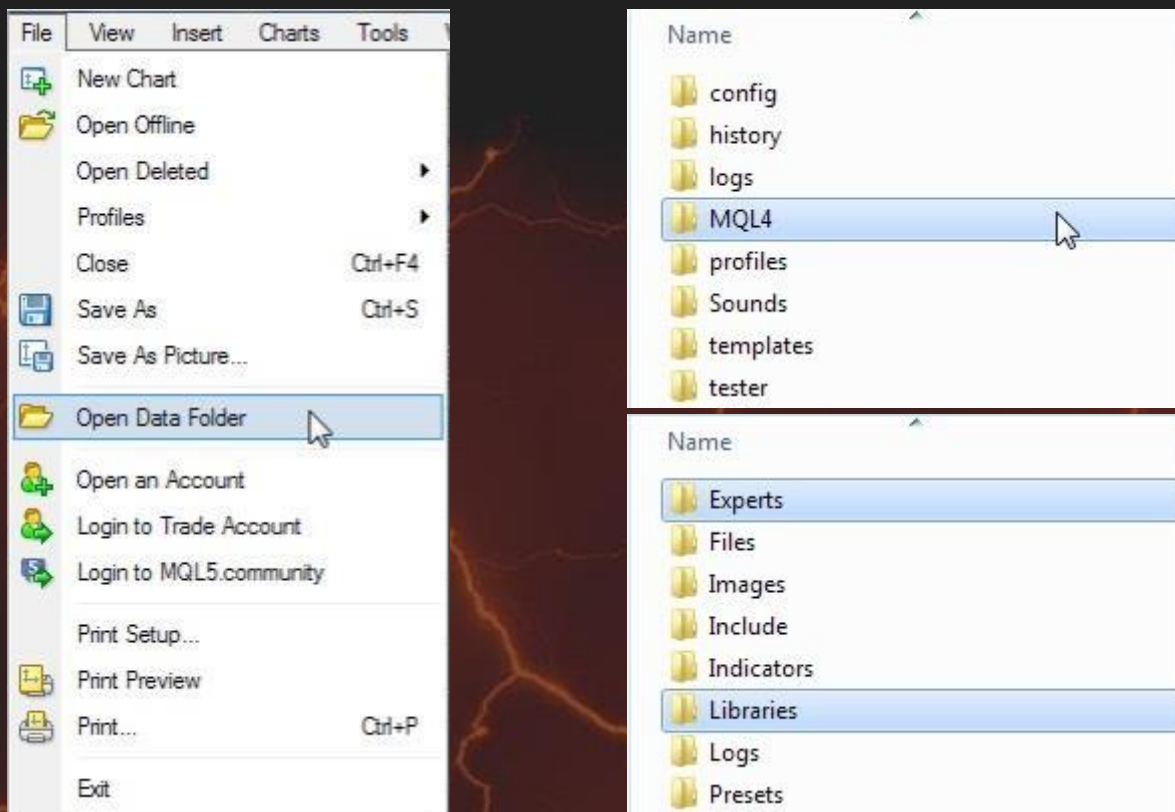 File View Insert Charts Tools
New Chart
Open Offline
Open Deleted
Profiles
Close Ctrl+F4
Save As Ctrl+S
Save As Picture...
Open Data Folder
Open an Account
Login to Trade Account
Login to MQL5.community
Print Setup...
Print Preview
Print... Ctrl+P
Exit
Name
config
history
logs
MQL4
profiles
Sounds
templates
tester
Name
Experts
Files
Images
Include
Indicators
Libraries
Logs
Presets